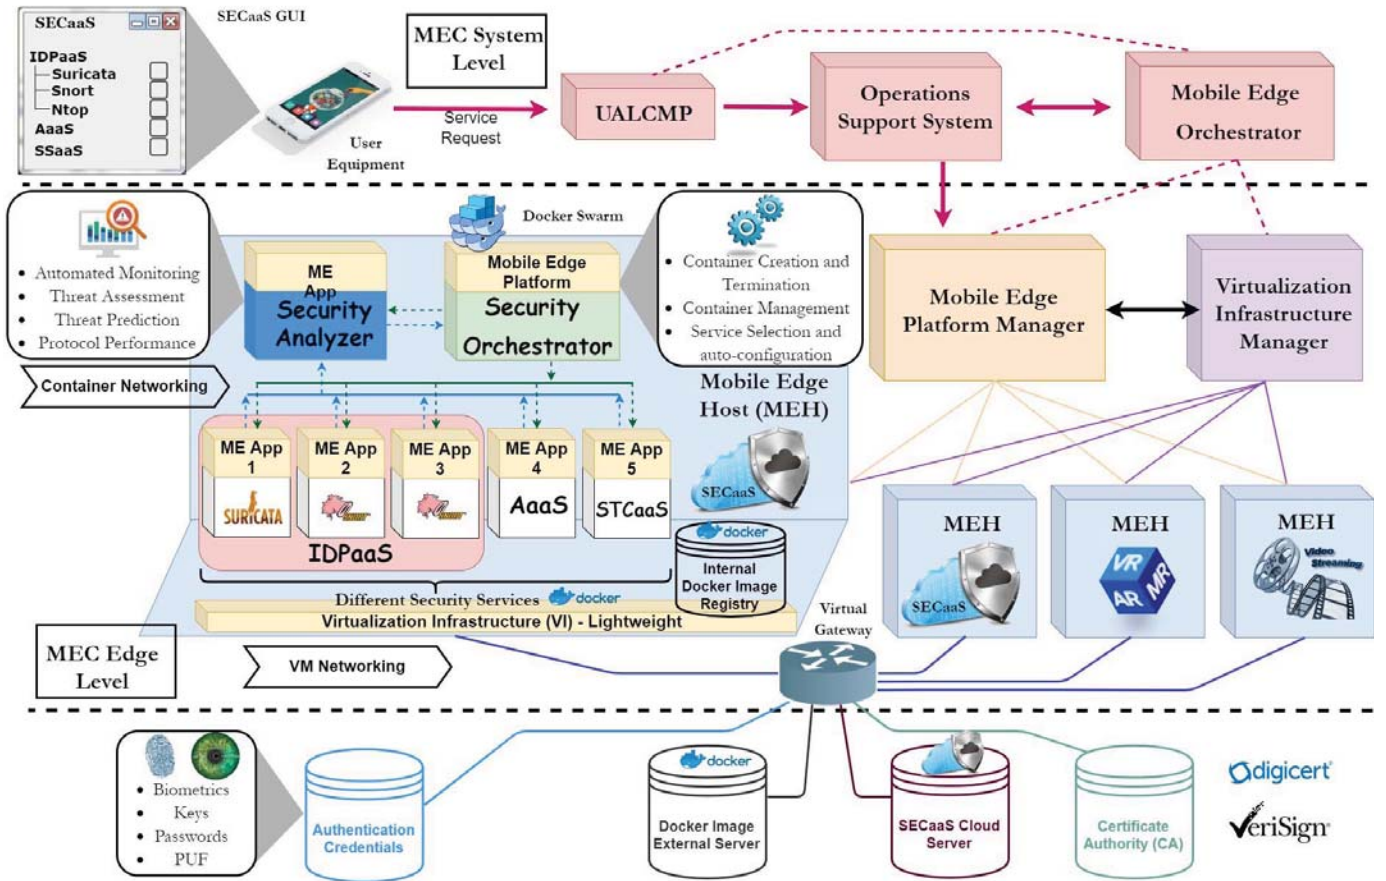 SECaaS
IDPaaS
Suricata
Snort
Ntop
AaaS
SSaaS
SECaaS GUI
User
Equipment
MEC System
Level
Service
Request
UALCMP
Operations
Support System
Mobile Edge
Orchestrator
Automated Monitoring
Threat Assessment
Threat Prediction
Protocol Performance
Container Networking
Docker Swarm
ME
App
Security
Analyzer
Mobile Edge
Platform
Security
Orchestrator
Container Creation and
Termination
Container Management
Service Selection and
auto-configuration
Mobile Edge
Host (MEH)
SECaaS
Mobile Edge
Platform Manager
Virtualization
Infrastructure
Manager
ME App
1
SURICATA
ME App
2
ME App
3
ME App
4
AaaS
ME App
5
STCaaS
IDPaaS
docker
Internal
Docker Image
Registry
Different Security Services
docker
Virtualization Infrastructure (VI) - Lightweight
MEH
SECaaS
MEH
VR
AR
MR
MEH
Video
Streaming
Virtual
Gateway
MEC Edge
Level
VM Networking
Biometrics
Keys
Passwords
PUF
Authentication
Credentials
docker
Docker Image
External Server
SECaaS
SECaaS Cloud
Server
Certificate
Authority (CA)
digicert®
VeriSign®